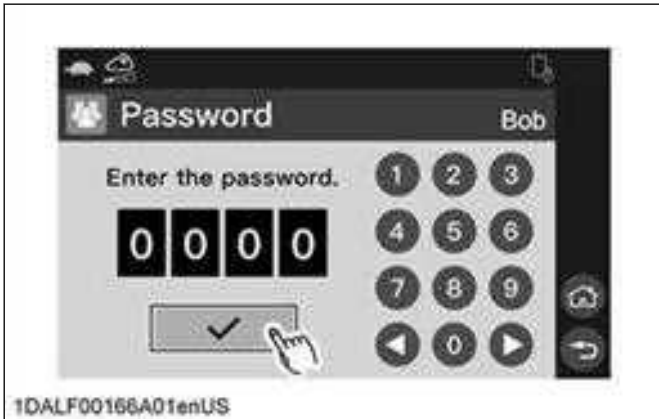 Password
Bob
Enter the password.
0 0 0 0
1 2 3
4 5 6
7 8 9
0
1DALF00166A01enUS